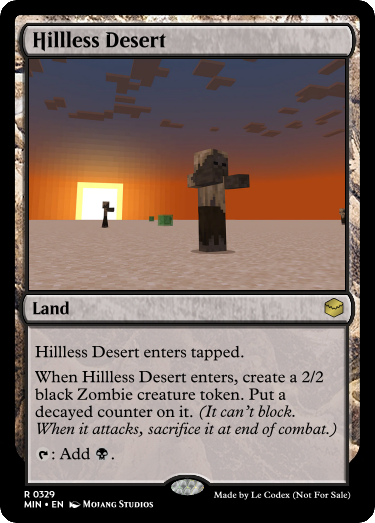 Hillless Desert
Land
Hillless Desert enters tapped.
When Hillless Desert enters, create a 2/2
black Zombie creature token. Put a
decayed counter on it. (It can't block.
When it attacks, sacrifice it at end of combat.)
: Add .
R 0329
MIN • EN Mojang Studios
Made by Le Codex (Not For Sale)